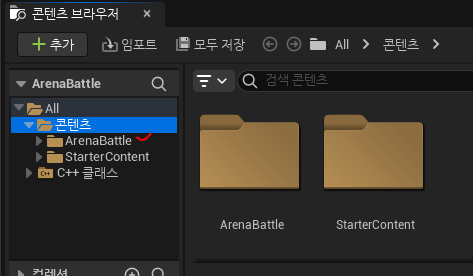 콘텐츠 브라우저
추가 임포트 모두 저장 All 콘텐츠
ArenaBattle
검색 콘텐츠
All
콘텐츠
ArenaBattle
StarterContent
C++ 클래스
ArenaBattle StarterContent
컬렉션